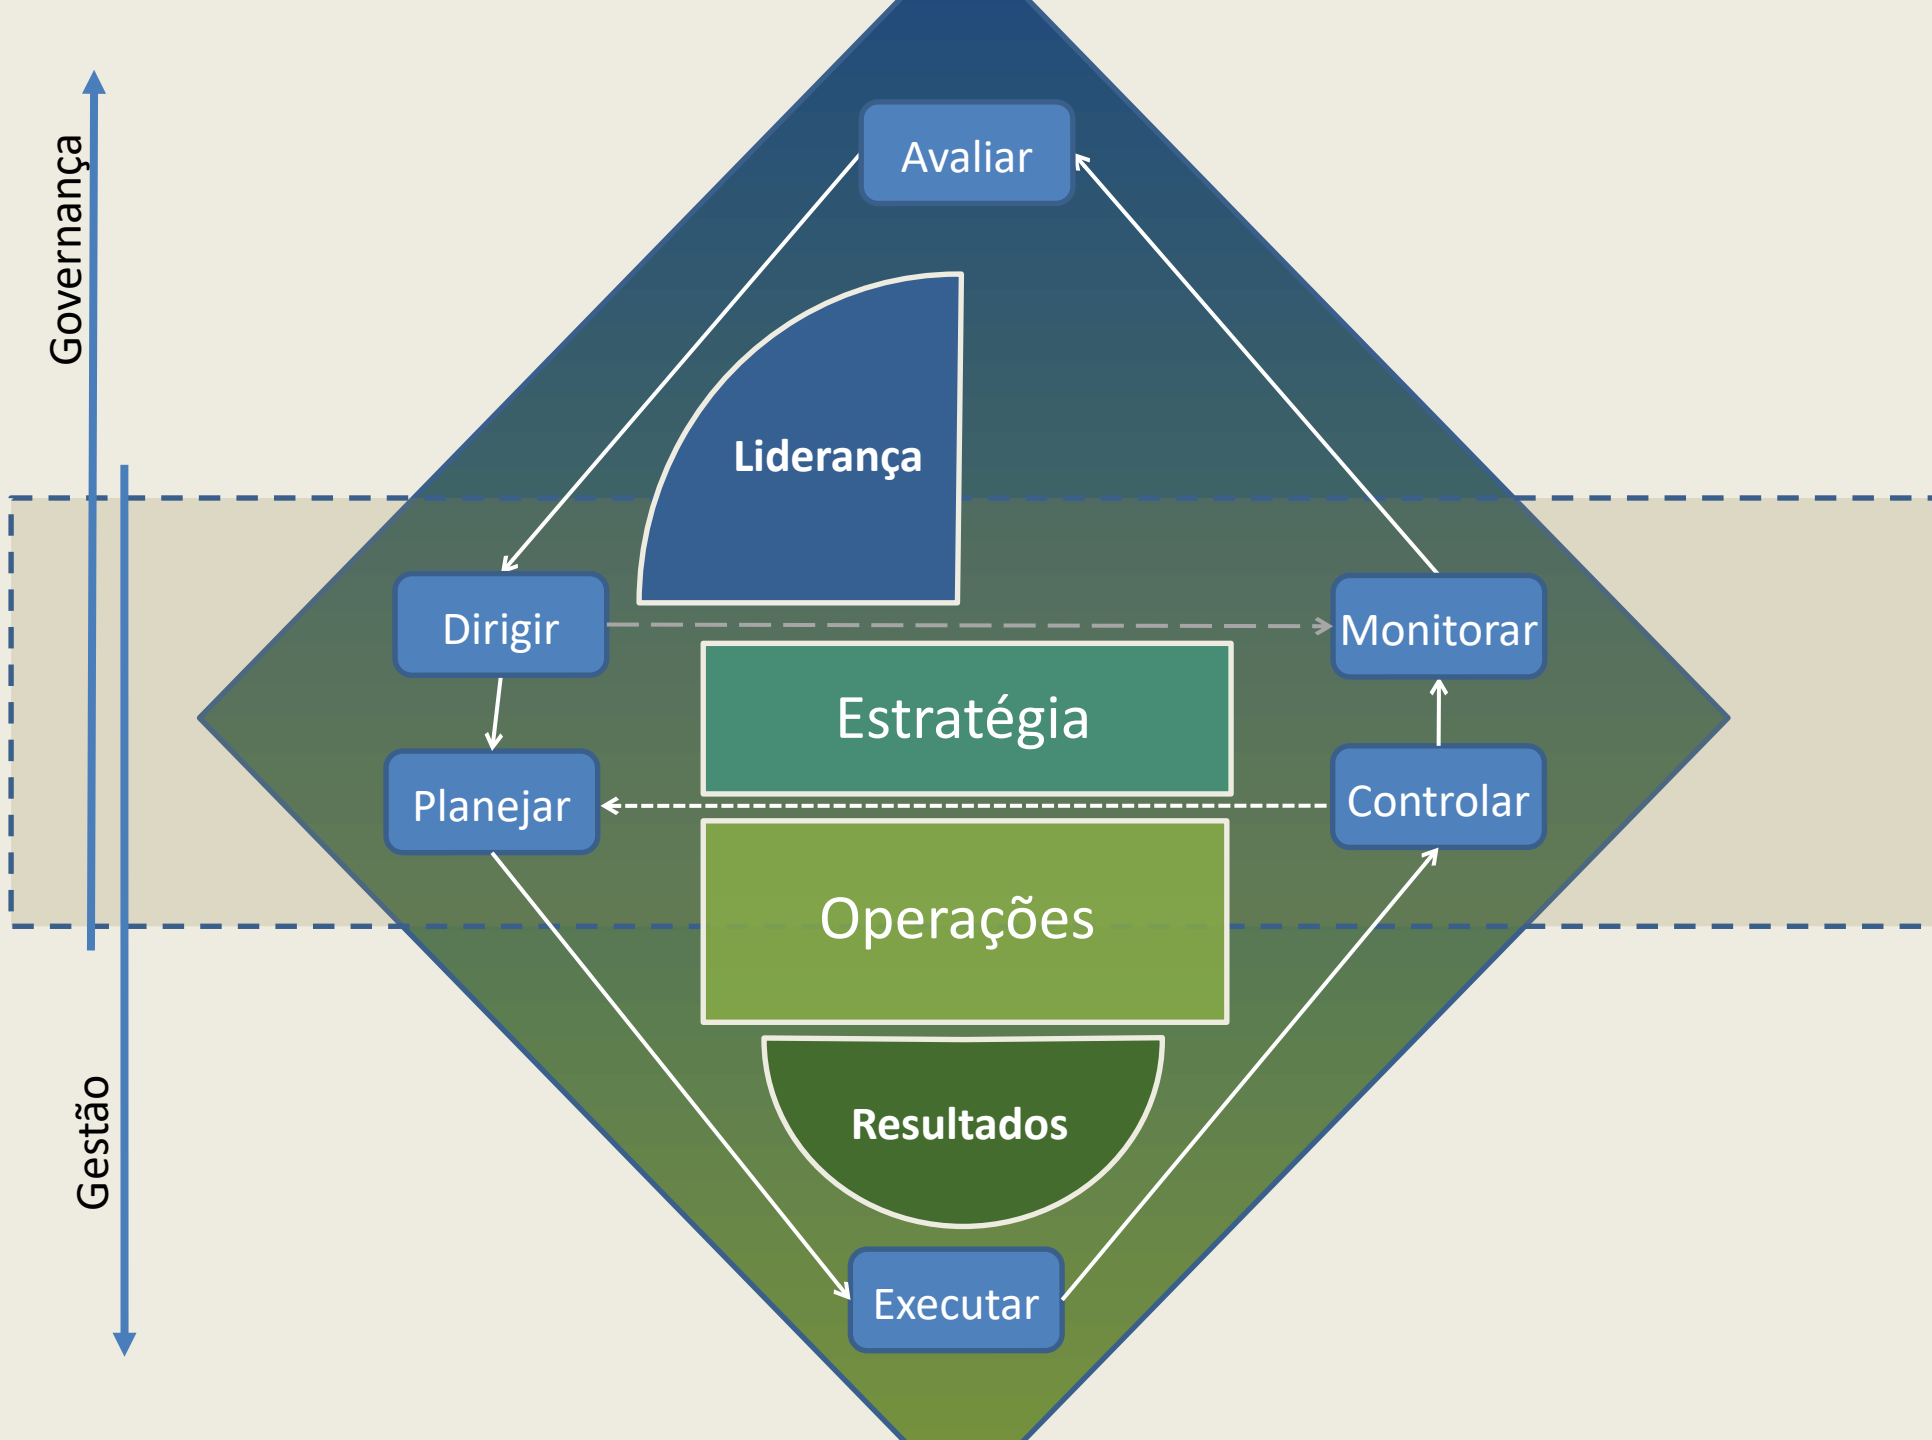 Governança
Avaliar
Liderança
Dirigir
Monitorar
Estratégia
Planejar
Controlar
Operações
Gestão
Resultados
Executar